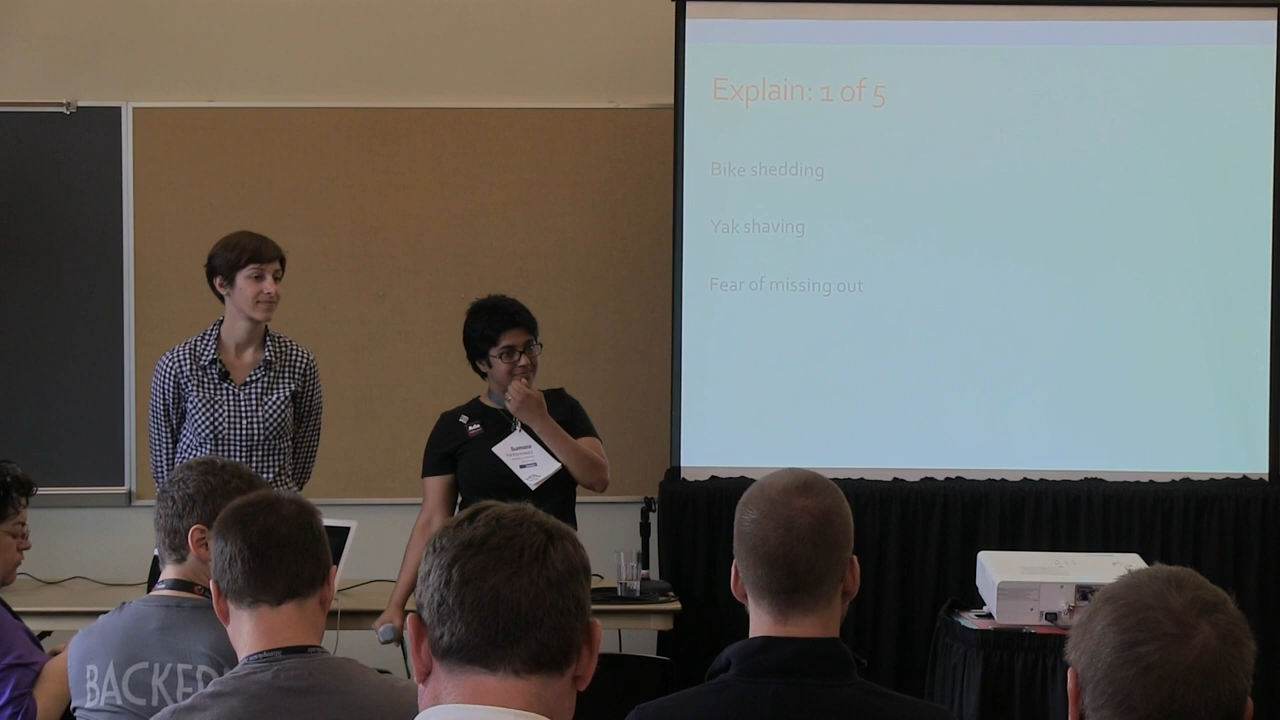 Explain: 1 of 5
Bike shedding
Yak shaving
Fear of missing out
BACKER